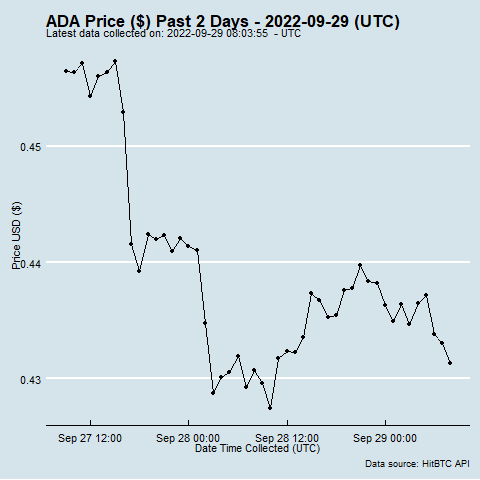 ADA Price ($) Past 2 Days - 2022-09-29 (UTC)
Latest data collected on: 2022-09-29 08:03:55 - UTC
0.45
0.44
0.43
Price USD ($)
Sep 27 12:00
Sep 28 00:00
Sep 28 12:00
Sep 29 00:00
Date Time Collected (UTC)
Data source: HitBTC API